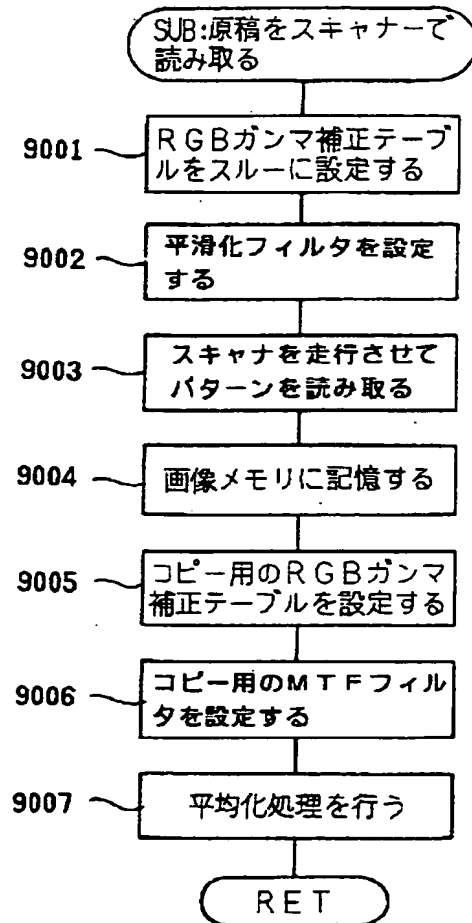 SUB:原稿をスキャナーで
読み取る
9001
RGBガンマ補正テーブ
ルをスルーに設定する
9002
平滑化フィルタを設定
する
9003
スキャナを走行させて
パターンを読み取る
9004
画像メモリに記憶する
9005
コピー用のRGBガンマ
補正テーブルを設定する
9006
コピー用のMTFフィル
タを設定する
9007
平均化処理を行う
RET